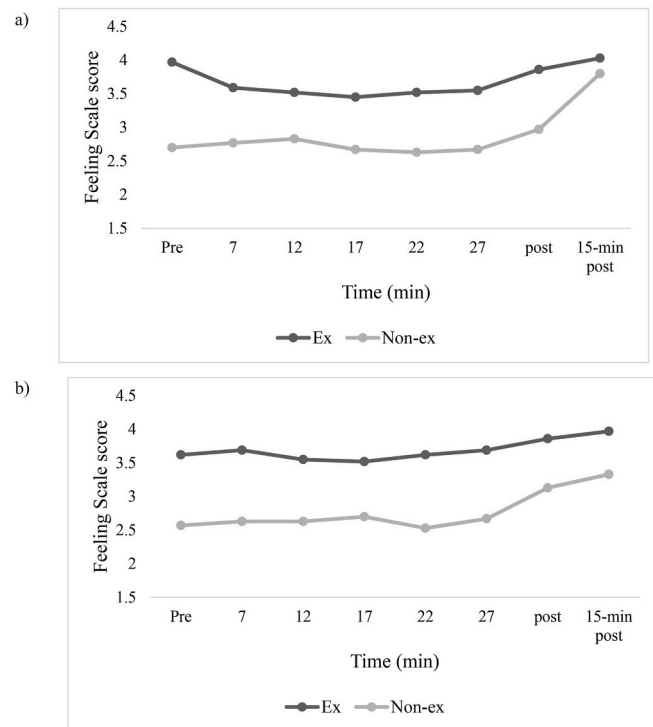 a)
4.5
4
3.5
3
2.5
2
1.5
Feeling Scale score
Pre 7 12 17 22 27 post 15-min
post
Time (min)
Ex Non-ex
b)
4.5
4
3.5
3
2.5
2
1.5
Feeling Scale score
Pre 7 12 17 22 27 post 15-min
post
Time (min)
Ex Non-ex